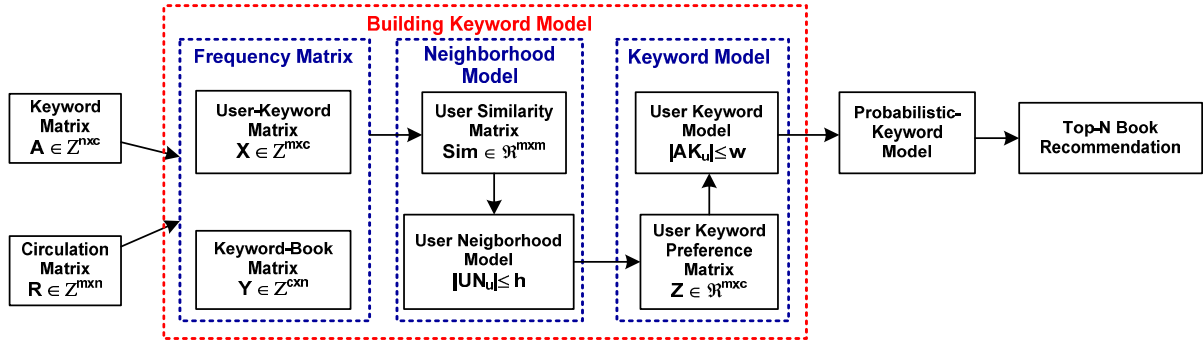 Building Keyword Model
Frequency Matrix
Neighborhood
Model
Keyword Model
Keyword
Matrix
A ∈ Z^nxc
User-Keyword
Matrix
X ∈ Z^mxc
User Similarity
Matrix
Sim ∈ ℜ^mxm
User Keyword
Model
|AK_u| ≤ w
Probabilistic-
Keyword
Model
Top-N Book
Recommendation
Circulation
Matrix
R ∈ Z^mxn
Keyword-Book
Matrix
Y ∈ Z^cxn
User Neigborhood
Model
|UN_u| ≤ h
User Keyword
Preference
Matrix
Z ∈ ℜ^mxc